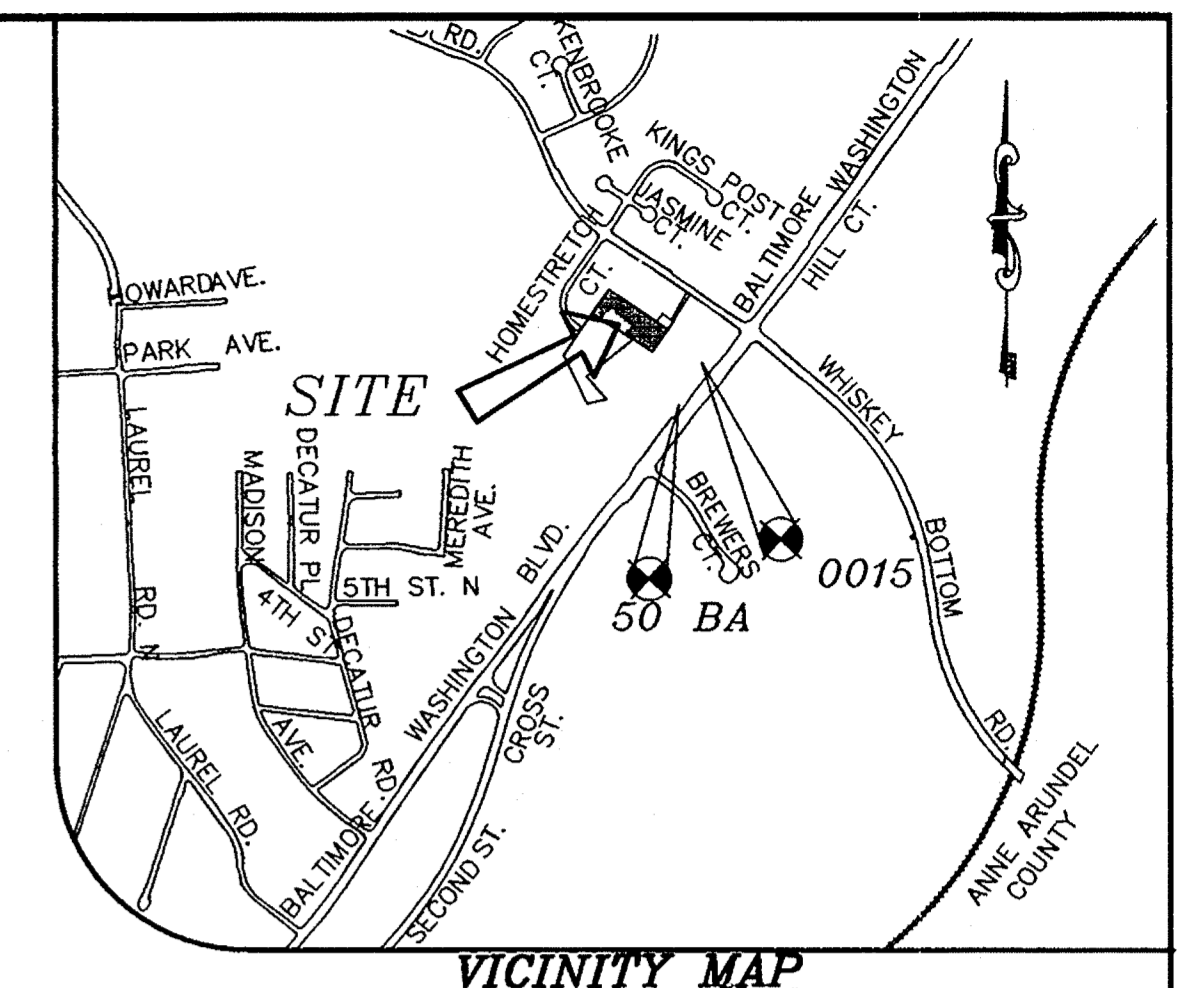 RD.
KENBROOKE
CT.
KINGS POST
CT.
JASMINE
CT.
HOMESTRETCH
CT.
BALTIMORE WASHINGTON
HILL CT.
OWARDAVE.
PARK AVE.
SITE
LAUREL
RD. N
MADISON
DECATUR PL
MEREDITH
AVE.
5TH ST. N
4TH ST
DECATUR
RD.
AVE.
LAUREL RD.
BALTIMORE
WASHINGTON BLVD.
CROSS
ST.
SECOND ST.
BREWERS
CT.
WHISKEY
BOTTOM
RD.
0015
50 BA
ANNE ARUNDEL
COUNTY
VICINITY MAP